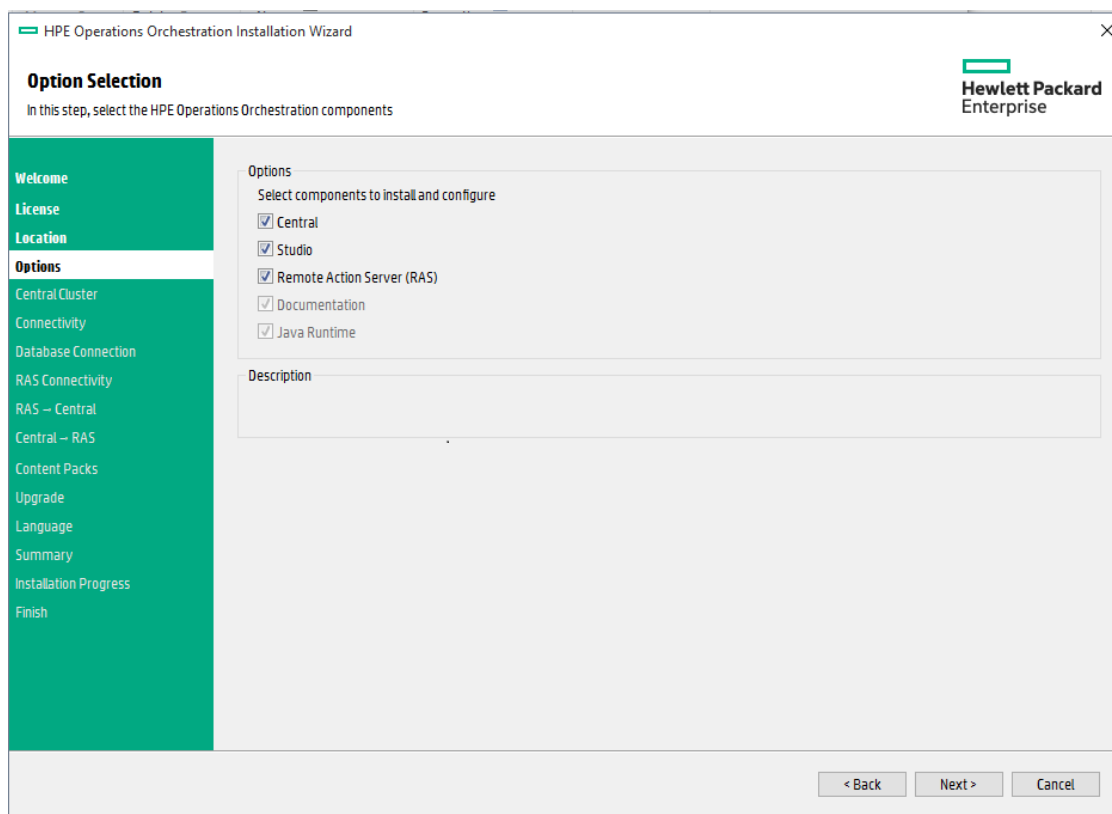 HPE Operations Orchestration Installation Wizard
Option Selection
In this step, select the HPE Operations Orchestration components
Hewlett Packard
Enterprise
Welcome
License
Location
Options
Central Cluster
Connectivity
Database Connection
RAS Connectivity
RAS – Central
Central – RAS
Content Packs
Upgrade
Language
Summary
Installation Progress
Finish
Options
Select components to install and configure
Central
Studio
Remote Action Server (RAS)
Documentation
Java Runtime
Description
< Back
Next >
Cancel